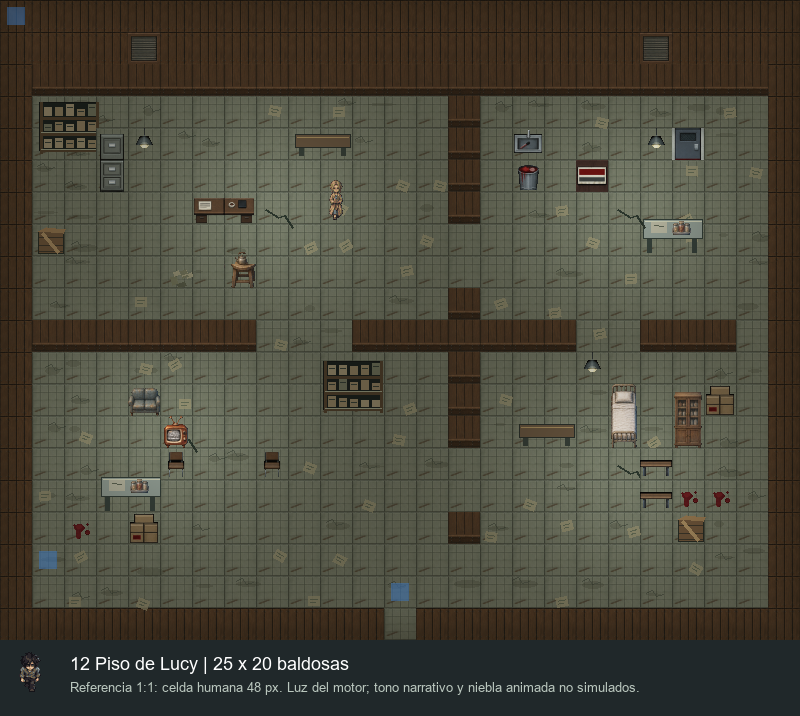 12 Piso de Lucy | 25 x 20 baldosas
Referencia 1:1: celda humana 48 px. Luz del motor; tono narrativo y niebla animada no simulados.